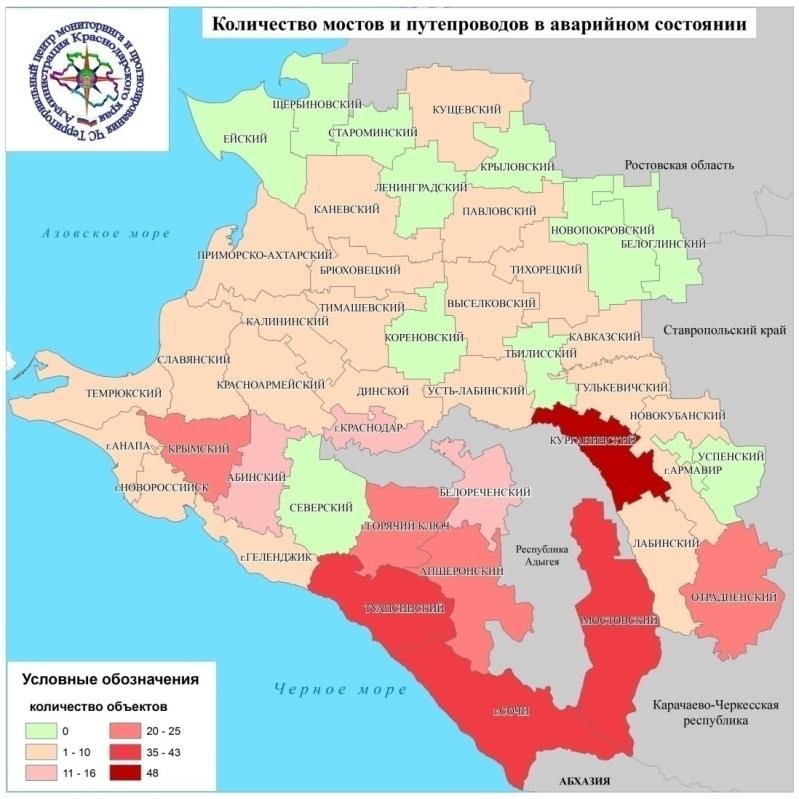 Количество мостов и путепроводов в аварийном состоянии
Территориальный центр мониторинга и прогнозирования ЧС
Администрация Краснодарского края
ЩЕРБИНОВСКИЙ
КУЩЕВСКИЙ
ЕЙСКИЙ
СТАРОМИНСКИЙ
КРЫЛОВСКИЙ
Ростовская область
ЛЕНИНГРАДСКИЙ
КАНЕВСКИЙ
ПАВЛОВСКИЙ
Азовское море
НОВОПОКРОВСКИЙ
БЕЛОГЛИНСКИЙ
ПРИМОРСКО-АХТАРСКИЙ
БРЮХОВЕЦКИЙ
ТИХОРЕЦКИЙ
ТИМАШЕВСКИЙ
ВЫСЕЛКОВСКИЙ
КАЛИНИНСКИЙ
Ставропольский край
КОРЕНОВСКИЙ
КАВКАЗСКИЙ
СЛАВЯНСКИЙ
ТБИЛИССКИЙ
ТЕМРЮКСКИЙ
КРАСНОАРМЕЙСКИЙ
ДИНСКОЙ
УСТЬ-ЛАБИНСКИЙ
ГУЛЬКЕВИЧСКИЙ
НОВОКУБАНСКИЙ
г.КРАСНОДАР
КУРГАНИНСКИЙ
г.АНАПА
КРЫМСКИЙ
УСПЕНСКИЙ
г.АРМАВИР
г.НОВОРОССИЙСК
АБИНСКИЙ
БЕЛОРЕЧЕНСКИЙ
СЕВЕРСКИЙ
г.ГОРЯЧИЙ КЛЮЧ
ЛАБИНСКИЙ
г.ГЕЛЕНДЖИК
Республика
Адыгея
АПШЕРОНСКИЙ
ОТРАДНЕНСКИЙ
ТУАПСИНСКИЙ
МОСТОВСКИЙ
Черное море
г.СОЧИ
Карачаево-Черкесская
республика
АБХАЗИЯ
Условные обозначения
количество объектов
0
1 - 10
11 - 16
20 - 25
35 - 43
48